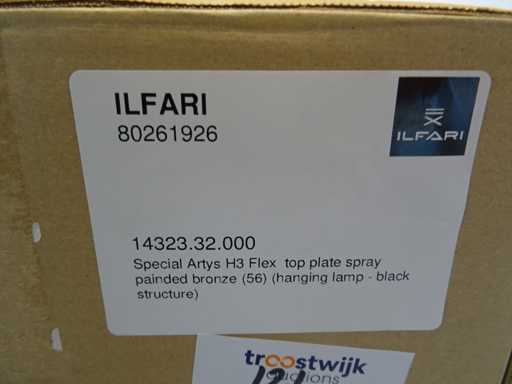 ILFARI
80261926
ILFARI
14323.32.000
Special Artys H3 Flex top plate spray
painded bronze (56) (hanging lamp - black
structure)
troostwijk
auctions